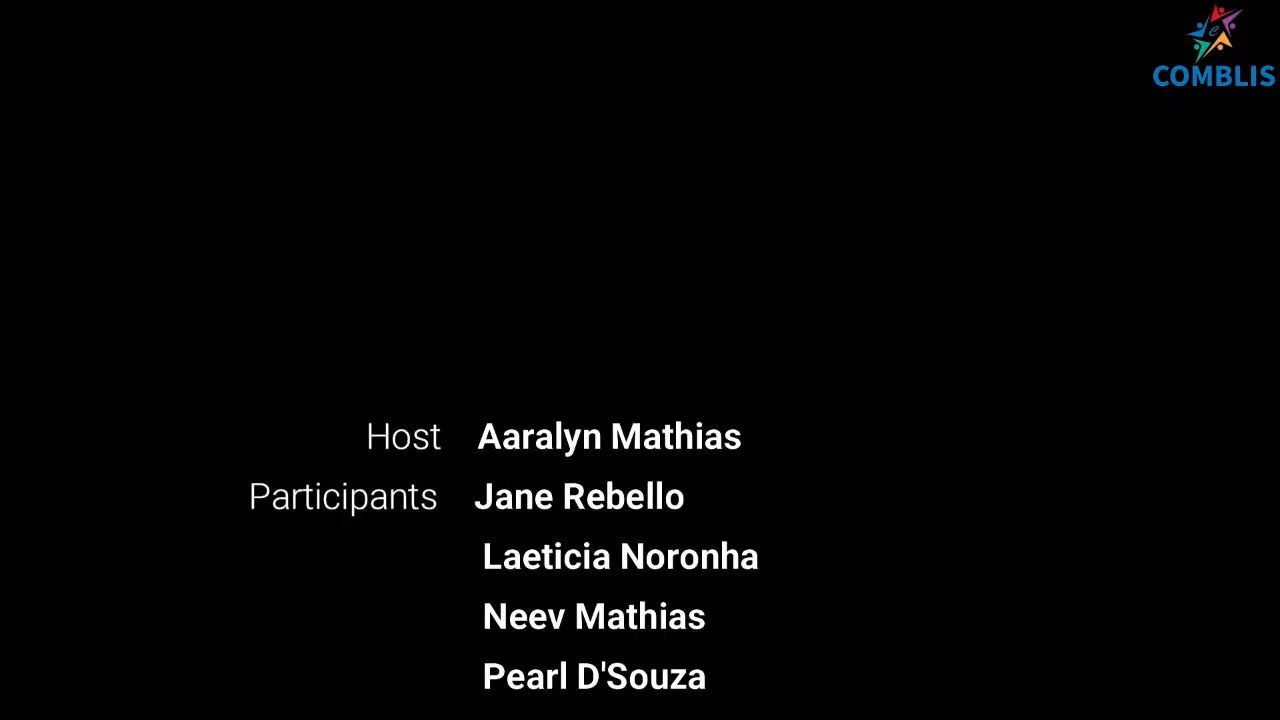 COMBLIS
Host Aaralyn Mathias
Participants Jane Rebello
Laeticia Noronha
Neev Mathias
Pearl D'Souza